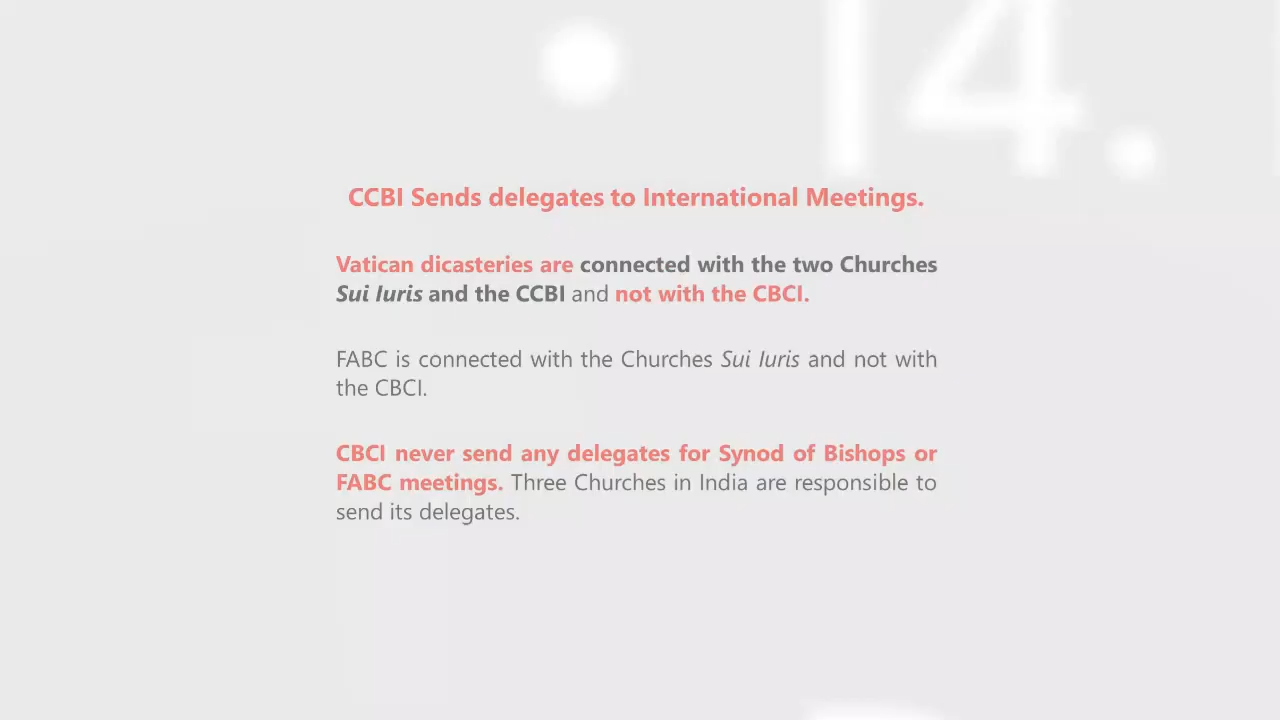 14.
CCBI Sends delegates to International Meetings.
Vatican dicasteries are connected with the two Churches
Sui Iuris and the CCBI and not with the CBCI.
FABC is connected with the Churches Sui Iuris and not with
the CBCI.
CBCI never send any delegates for Synod of Bishops or
FABC meetings. Three Churches in India are responsible to
send its delegates.